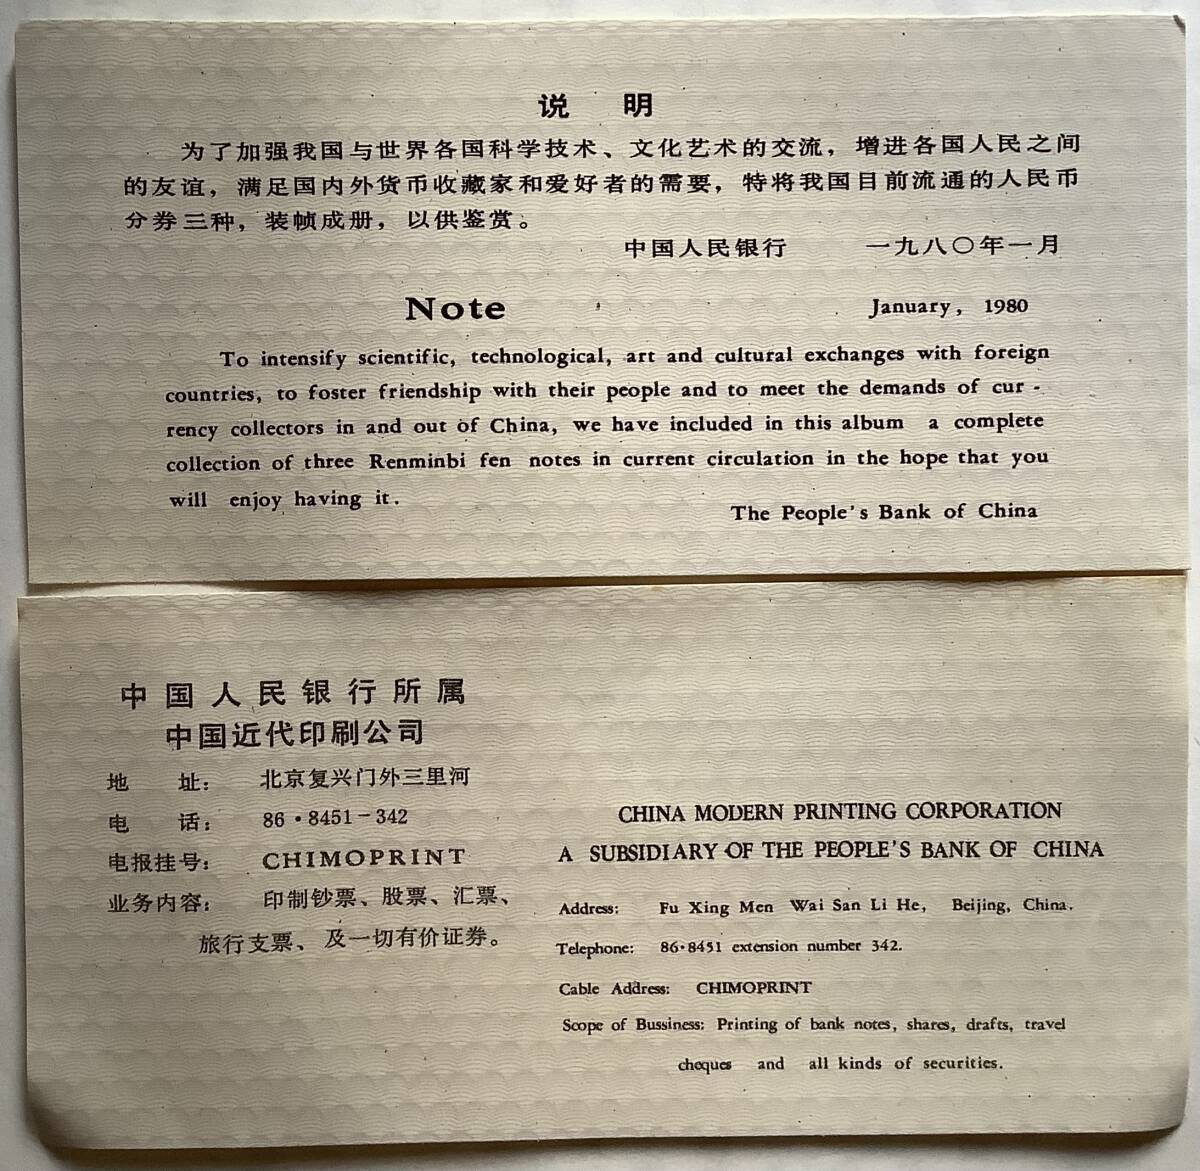 说 明
为了加强我国与世界各国科学技术、文化艺术的交流，增进各国人民之间
的友谊，满足国内外货币收藏家和爱好者的需要，特将我国目前流通的人民币
分券三种，装帧成册，以供鉴赏。
中国人民银行 一九八〇年一月
Note January, 1980
To intensify scientific, technological, art and cultural exchanges with foreign
countries, to foster friendship with their people and to meet the demands of cur -
rency collectors in and out of China, we have included in this album a complete
collection of three Renminbi fen notes in current circulation in the hope that you
will enjoy having it.
The People's Bank of China
中国人民银行所属
中国近代印刷公司
地 址： 北京复兴门外三里河
电 话： 86·8451－342
电报挂号： CHIMOPRINT
业务内容： 印制钞票、股票、汇票、
旅行支票、及一切有价证券。
CHINA MODERN PRINTING CORPORATION
A SUBSIDIARY OF THE PEOPLE'S BANK OF CHINA
Address: Fu Xing Men Wai San Li He, Beijing, China.
Telephone: 86·8451 extension number 342.
Cable Address: CHIMOPRINT
Scope of Bussiness: Printing of bank notes, shares, drafts, travel
cheques and all kinds of securities.